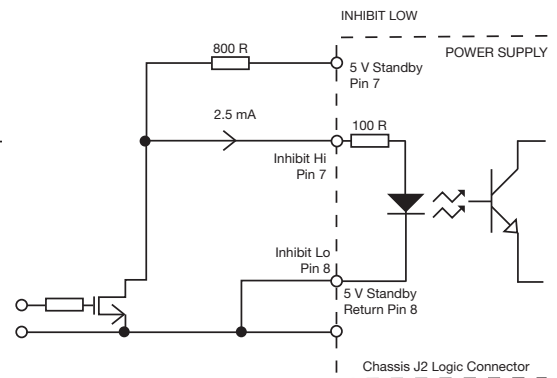 INHIBIT LOW
POWER SUPPLY
800 R
5 V Standby
Pin 7
2.5 mA
100 R
Inhibit Hi
Pin 7
Inhibit Lo
Pin 8
5 V Standby
Return Pin 8
Chassis J2 Logic Connector